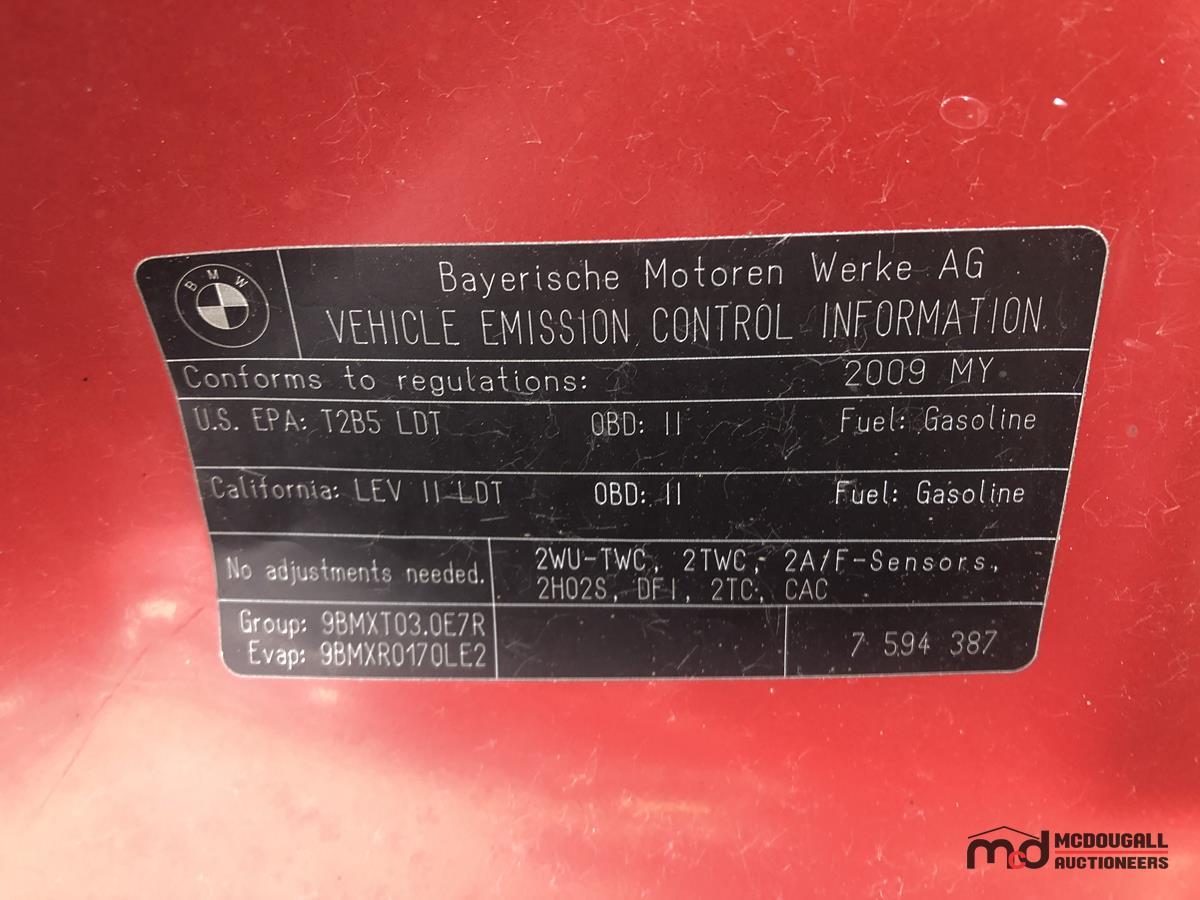 BMW
Bayerische Motoren Werke AG
VEHICLE EMISSION CONTROL INFORMATION
Conforms to regulations: 2009 MY
U.S. EPA: T2B5 LDT OBD: II Fuel: Gasoline
California: LEV II LDT OBD: II Fuel: Gasoline
No adjustments needed.
2WU-TWC, 2TWC, 2A/F-Sensors,
2HO2S, DFI, 2TC, CAC
Group: 9BMXT03.0E7R
Evap: 9BMXR0170LE2
7 594 387
mcd MCDOUGALL
AUCTIONEERS